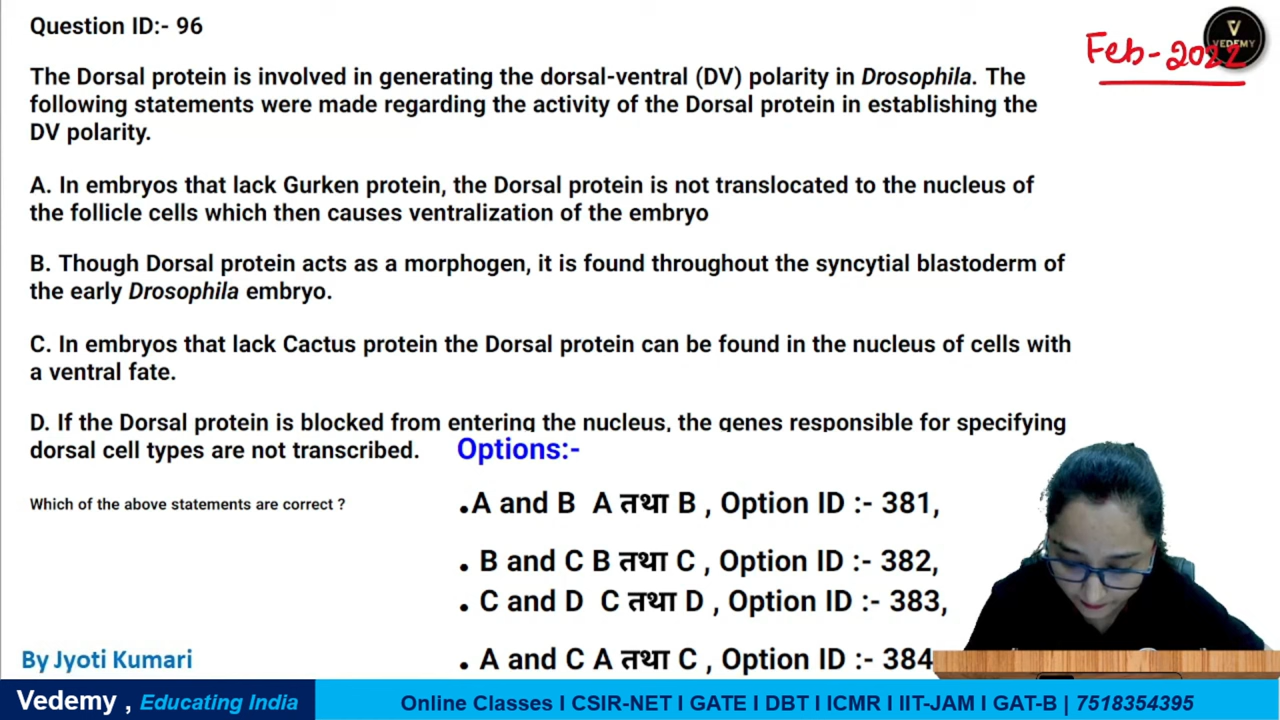 Question ID:- 96
Feb-2022
VEDEMY
The Dorsal protein is involved in generating the dorsal-ventral (DV) polarity in Drosophila. The
following statements were made regarding the activity of the Dorsal protein in establishing the
DV polarity.
A. In embryos that lack Gurken protein, the Dorsal protein is not translocated to the nucleus of
the follicle cells which then causes ventralization of the embryo
B. Though Dorsal protein acts as a morphogen, it is found throughout the syncytial blastoderm of
the early Drosophila embryo.
C. In embryos that lack Cactus protein the Dorsal protein can be found in the nucleus of cells with
a ventral fate.
D. If the Dorsal protein is blocked from entering the nucleus, the genes responsible for specifying
dorsal cell types are not transcribed.
Options:-
Which of the above statements are correct ?
.A and B A तथा B , Option ID :- 381,
. B and C B तथा C , Option ID :- 382,
. C and D C तथा D , Option ID :- 383,
. A and C A तथा C , Option ID :- 384
By Jyoti Kumari
Vedemy , Educating India
Online Classes I CSIR-NET I GATE I DBT I ICMR I IIT-JAM I GAT-B | 7518354395